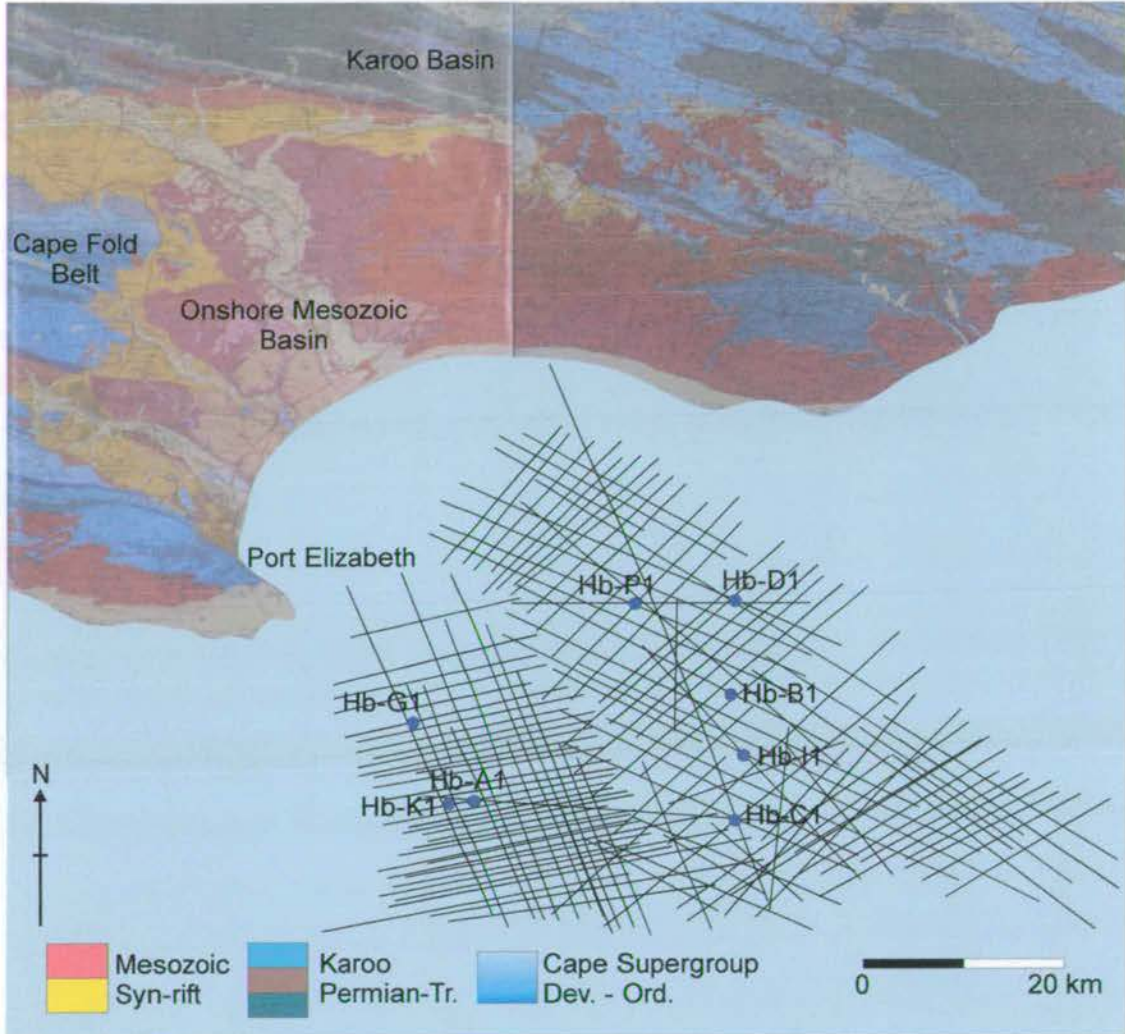 Karoo Basin
Cape Fold
Belt
Onshore Mesozoic
Basin
Port Elizabeth
Hb-P1
Hb-D1
Hb-B1
Hb-G1
Hb-I1
Hb-A1
Hb-K1
Hb-C1
N
Mesozoic
Syn-rift
Karoo
Permian-Tr.
Cape Supergroup
Dev. - Ord.
0 20 km